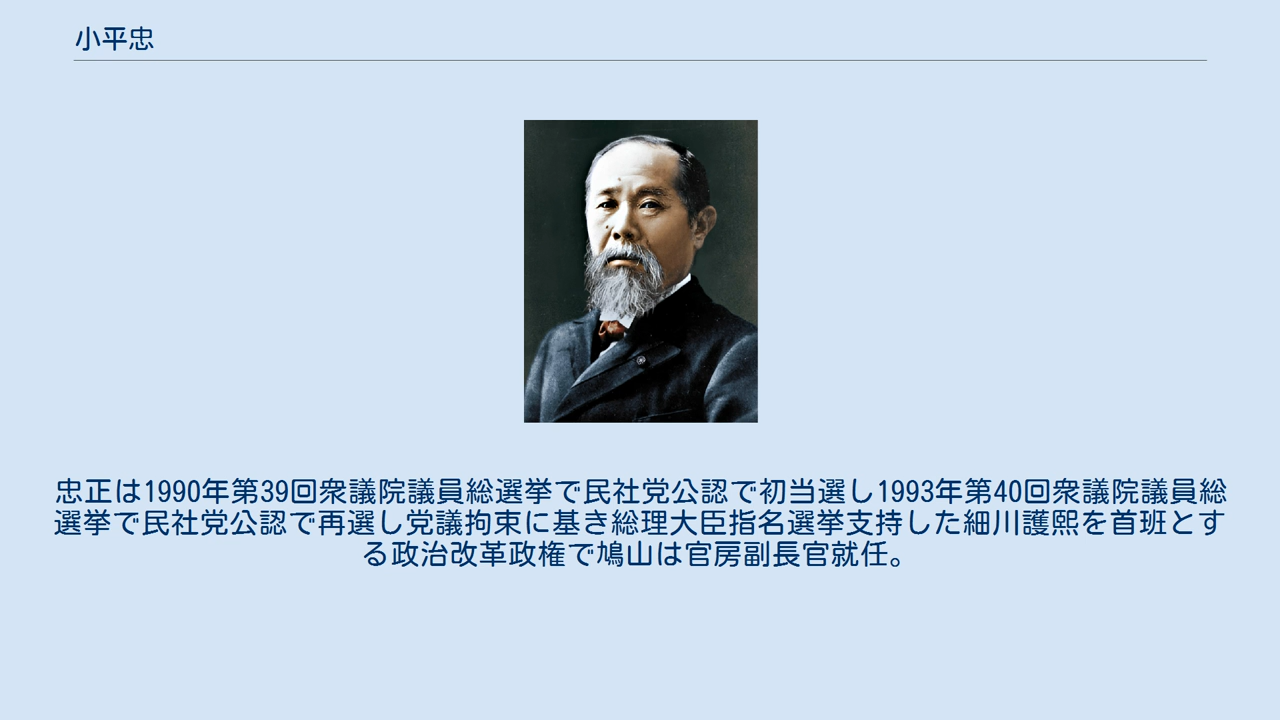 小平忠
忠正は1990年第39回衆議院議員総選挙で民社党公認で初当選し1993年第40回衆議院議員総
選挙で民社党公認で再選し党議拘束に基き総理大臣指名選挙支持した細川護熙を首班とす
る政治改革政権で鳩山は官房副長官就任。